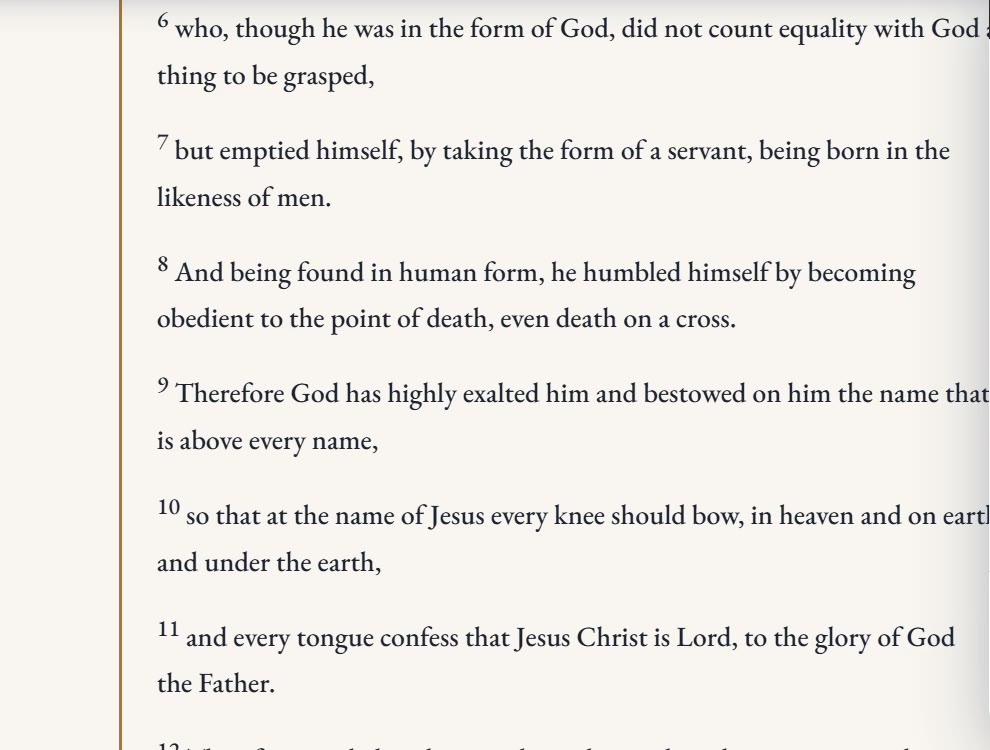 6 who, though he was in the form of God, did not count equality with God
thing to be grasped,
7 but emptied himself, by taking the form of a servant, being born in the
likeness of men.
8 And being found in human form, he humbled himself by becoming
obedient to the point of death, even death on a cross.
9 Therefore God has highly exalted him and bestowed on him the name that
is above every name,
10 so that at the name of Jesus every knee should bow, in heaven and on eart
and under the earth,
11 and every tongue confess that Jesus Christ is Lord, to the glory of God
the Father.